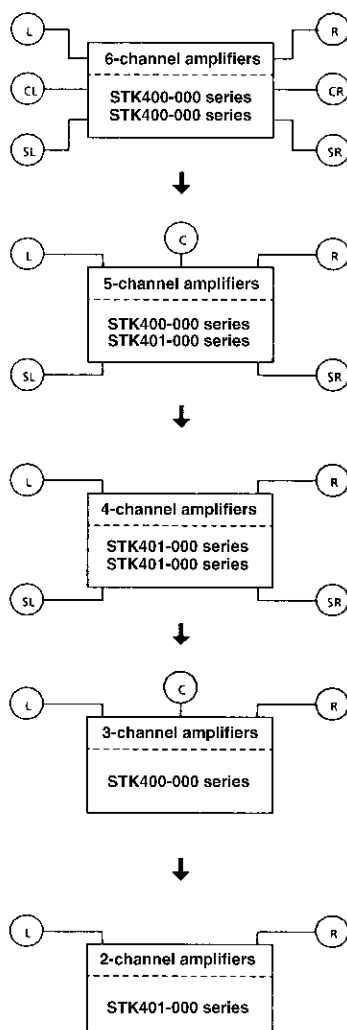 L
R
6-channel amplifiers
CL
CR
STK400-000 series
STK400-000 series
SL
SR
C
L
R
5-channel amplifiers
STK400-000 series
STK401-000 series
SL
SR
L
R
4-channel amplifiers
STK401-000 series
STK401-000 series
SL
SR
C
L
R
3-channel amplifiers
STK400-000 series
L
R
2-channel amplifiers
STK401-000 series